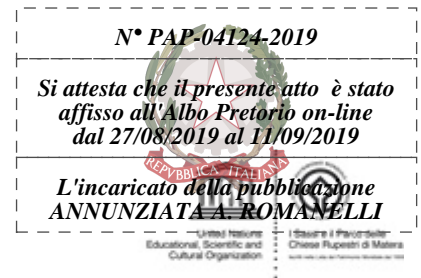 N° PAP-04124-2019
Si attesta che il presente atto è stato
affisso all'Albo Pretorio on-line
dal 27/08/2019 al 11/09/2019
REPVBBLICA ITALIANA
L'incaricato della pubblicazione
ANNUNZIATA A. ROMANELLI
United Nations
Educational, Scientific and
Cultural Organization
I Sassi e il Parco delle
Chiese Rupestri di Matera